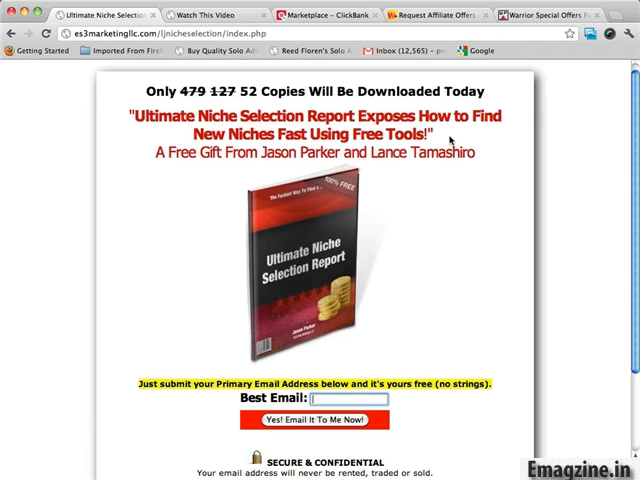 Ultimate Niche Selection
Watch This Video
Marketplace - ClickBank
Request Affiliate Offers
Warrior Special Offers F
es3marketingllc.com/ljnicheselection/index.php
Getting Started
Imported From Firef
Buy Quality Solo Ads
Reed Floren's Solo A
Inbox (12,565) - pro
Google
Only 479 127 52 Copies Will Be Downloaded Today
"Ultimate Niche Selection Report Exposes How to Find
New Niches Fast Using Free Tools!"
A Free Gift From Jason Parker and Lance Tamashiro
The Fastest Way To Find a ...
100% FREE
Ultimate Niche
Selection Report
Jason Parker
Just submit your Primary Email Address below and it's yours free (no strings).
Best Email:
Yes! Email It To Me Now!
SECURE & CONFIDENTIAL
Your email address will never be rented, traded or sold.
Emagzine.in